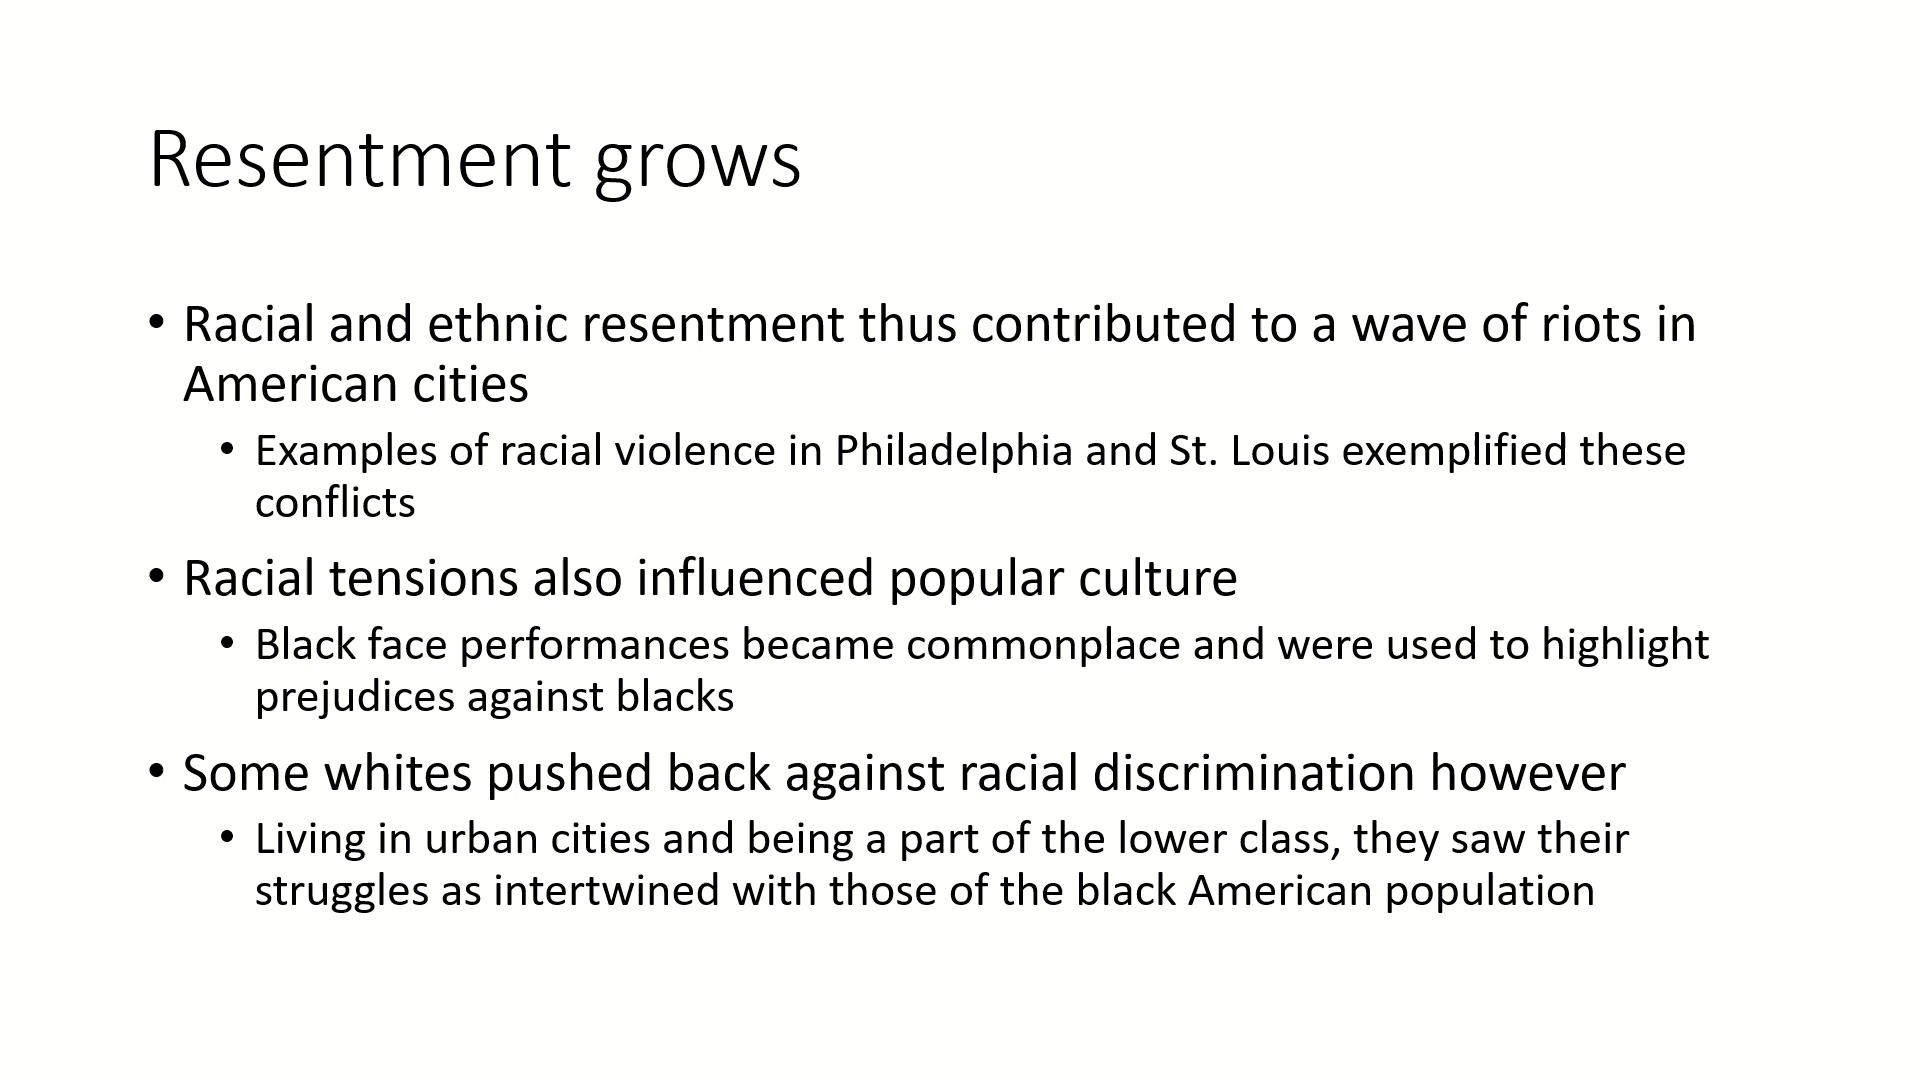 Resentment grows
• Racial and ethnic resentment thus contributed to a wave of riots in
American cities
• Examples of racial violence in Philadelphia and St. Louis exemplified these
conflicts
• Racial tensions also influenced popular culture
• Black face performances became commonplace and were used to highlight
prejudices against blacks
• Some whites pushed back against racial discrimination however
• Living in urban cities and being a part of the lower class, they saw their
struggles as intertwined with those of the black American population